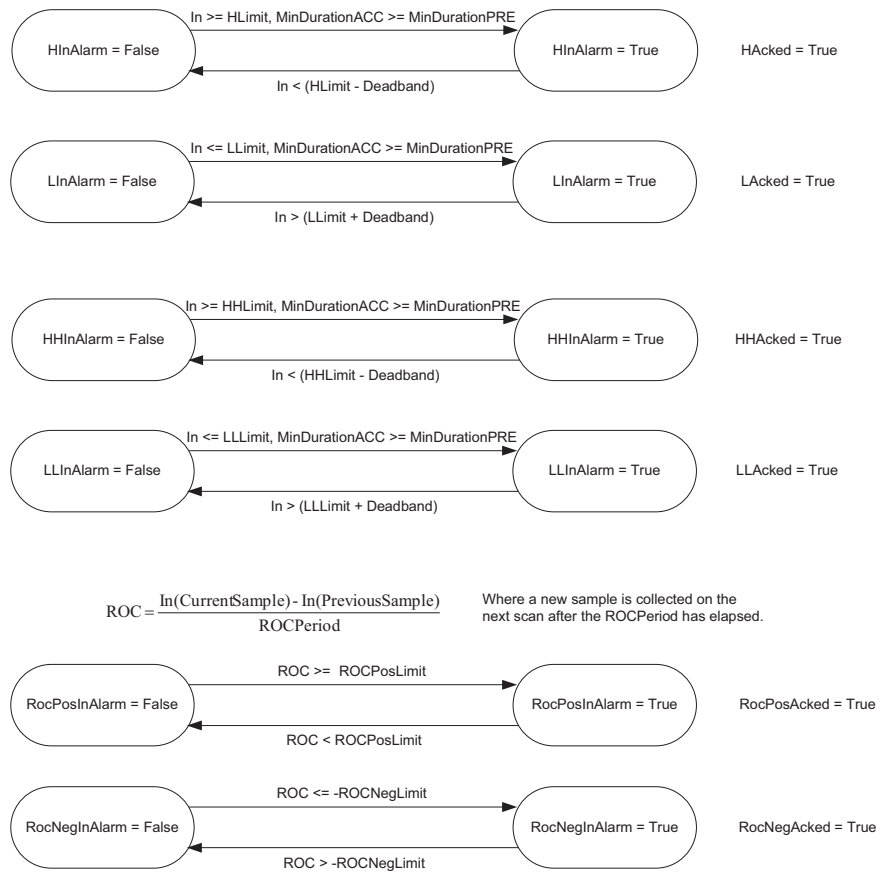 In >= HLimit, MinDurationACC >= MinDurationPRE
HInAlarm = False
HInAlarm = True
HAcked = True
In < (HLimit - Deadband)
In <= LLimit, MinDurationACC >= MinDurationPRE
LInAlarm = False
LInAlarm = True
LAcked = True
In > (LLimit + Deadband)
In >= HHLimit, MinDurationACC >= MinDurationPRE
HHInAlarm = False
HHInAlarm = True
HHAcked = True
In < (HHLimit - Deadband)
In <= LLLimit, MinDurationACC >= MinDurationPRE
LLInAlarm = False
LLInAlarm = True
LLAcked = True
In > (LLLimit + Deadband)
ROC = In(CurrentSample) - In(PreviousSample)
ROCPeriod
Where a new sample is collected on the
next scan after the ROCPeriod has elapsed.
ROC >= ROCPosLimit
RocPosInAlarm = False
RocPosInAlarm = True
RocPosAcked = True
ROC < ROCPosLimit
ROC <= -ROCNegLimit
RocNegInAlarm = False
RocNegInAlarm = True
RocNegAcked = True
ROC > -ROCNegLimit